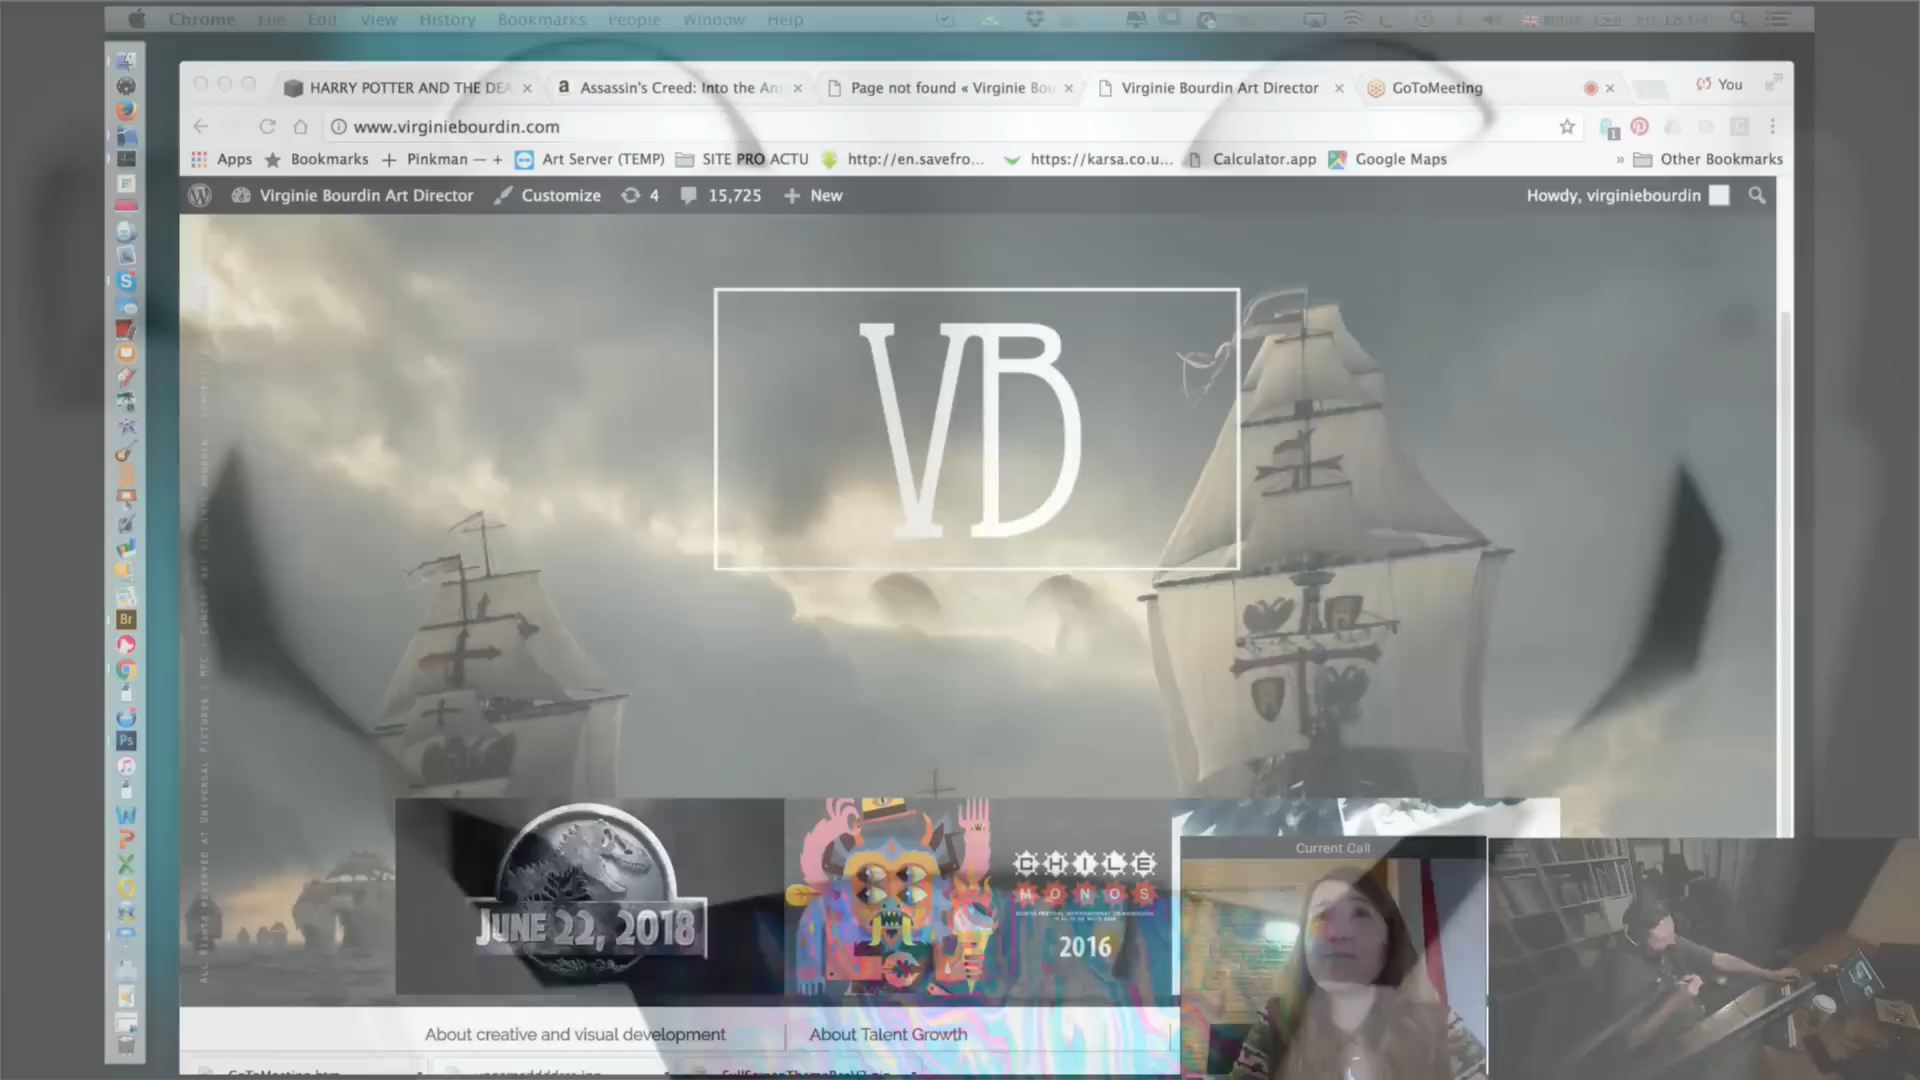 Chrome File Edit View History Bookmarks People Window Help
HARRY POTTER AND THE DEA
Assassin's Creed: Into the Ani
Page not found « Virginie Bou
Virginie Bourdin Art Director
GoToMeeting
You
www.virginiebourdin.com
Apps Bookmarks Pinkman — + Art Server (TEMP) SITE PRO ACTU http://en.savefro... https://karsa.co.u... Calculator.app Google Maps » Other Bookmarks
Virginie Bourdin Art Director Customize 4 15,725 New Howdy, virginiebourdin
VB
JUNE 22, 2018
CHILE
MONOS
2016
Current Call
Br
Ps
About creative and visual development
About Talent Growth